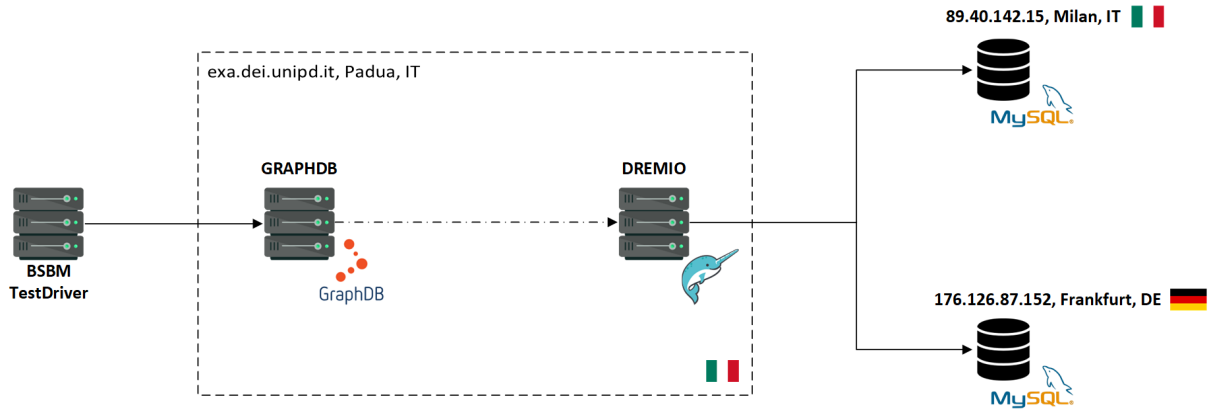 89.40.142.15, Milan, IT
MySQL®
exa.dei.unipd.it, Padua, IT
GRAPHDB
DREMIO
BSBM
TestDriver
GraphDB
176.126.87.152, Frankfurt, DE
MySQL®